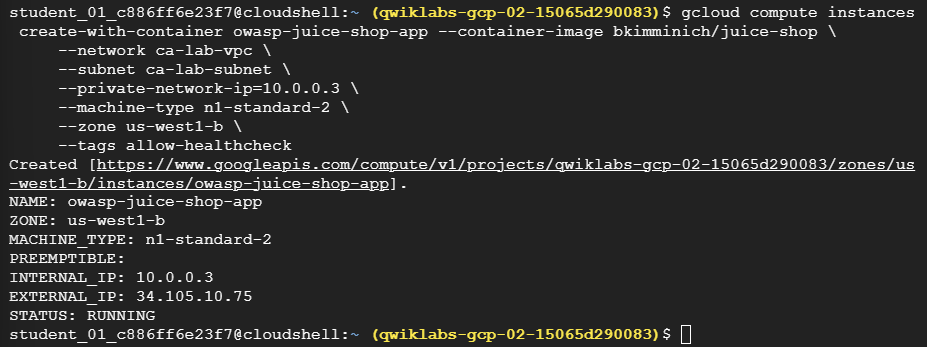 student_01_c886ff6e23f7@cloudshell:~ (qwiklabs-gcp-02-15065d290083)$ gcloud compute instances
create-with-container owasp-juice-shop-app --container-image bkimminich/juice-shop \
--network ca-lab-vpc \
--subnet ca-lab-subnet \
--private-network-ip=10.0.0.3 \
--machine-type n1-standard-2 \
--zone us-west1-b \
--tags allow-healthcheck
Created [https://www.googleapis.com/compute/v1/projects/qwiklabs-gcp-02-15065d290083/zones/us
-west1-b/instances/owasp-juice-shop-app].
NAME: owasp-juice-shop-app
ZONE: us-west1-b
MACHINE_TYPE: n1-standard-2
PREEMPTIBLE:
INTERNAL_IP: 10.0.0.3
EXTERNAL_IP: 34.105.10.75
STATUS: RUNNING
student_01_c886ff6e23f7@cloudshell:~ (qwiklabs-gcp-02-15065d290083)$